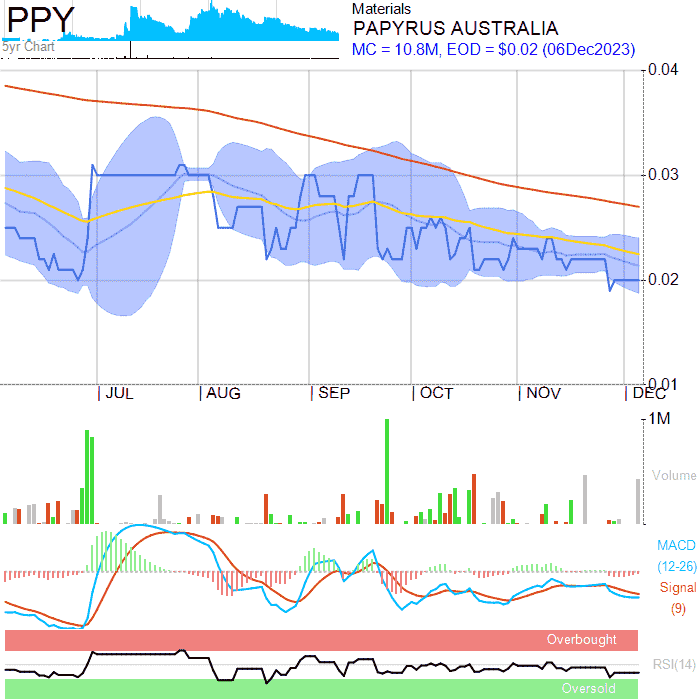 PPY
5yr Chart
Materials
PAPYRUS AUSTRALIA
MC = 10.8M, EOD = $0.02 (06Dec2023)
0.04
0.03
0.02
0.01
JUL AUG SEP OCT NOV DEC
1M
Volume
MACD
(12-26)
Signal
(9)
Overbought
RSI(14)
Oversold